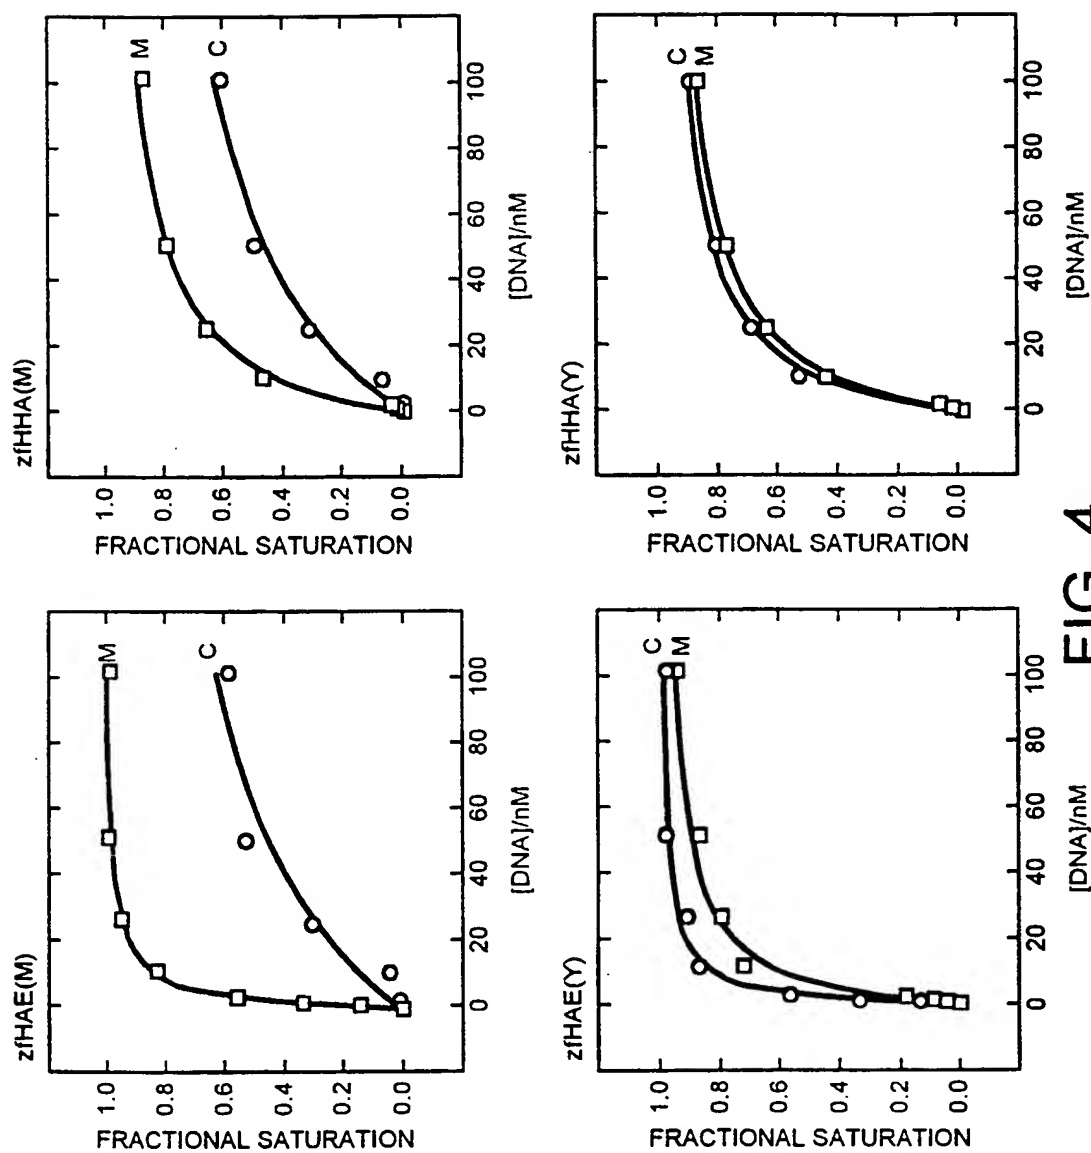 zfHAE(M)
FRACTIONAL SATURATION
1.0
0.8
0.6
0.4
0.2
0.0
M
C
0 20 40 60 80 100
[DNA]/nM
zfHHA(M)
FRACTIONAL SATURATION
1.0
0.8
0.6
0.4
0.2
0.0
M
C
0 20 40 60 80 100
[DNA]/nM
zfHAE(Y)
FRACTIONAL SATURATION
1.0
0.8
0.6
0.4
0.2
0.0
C
M
0 20 40 60 80 100
[DNA]/nM
zfHHA(Y)
FRACTIONAL SATURATION
1.0
0.8
0.6
0.4
0.2
0.0
C
M
0 20 40 60 80 100
[DNA]/nM
FIG. 4